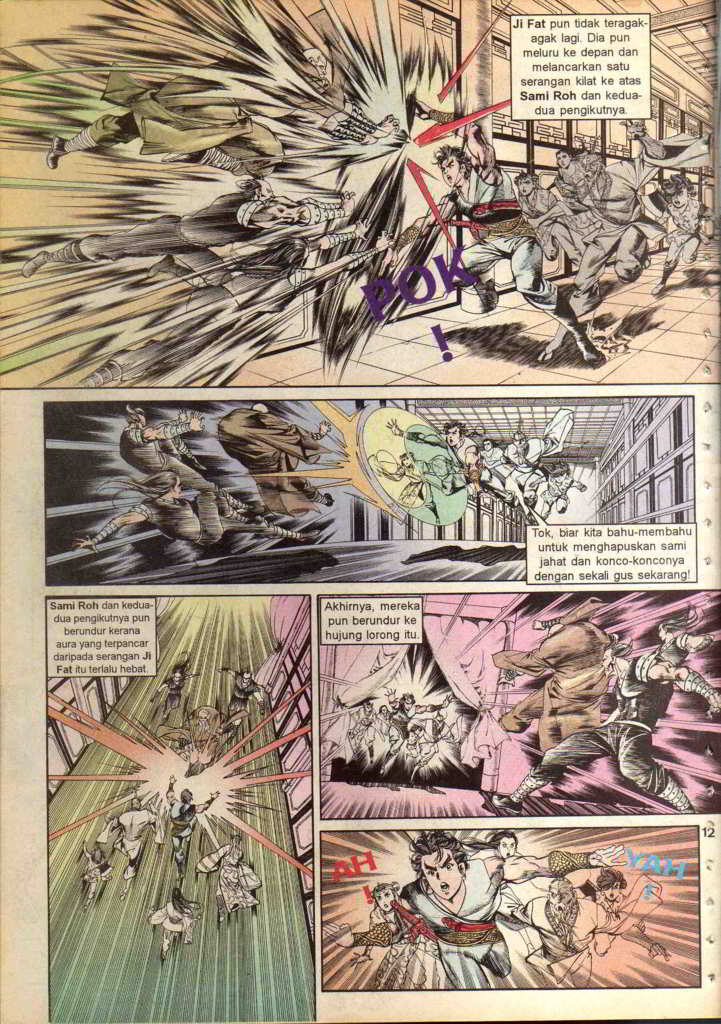 Ji Fat pun tidak teragak-
agak lagi. Dia pun
meluru ke depan dan
melancarkan satu
serangan kilat ke atas
Sami Roh dan kedua-
dua pengikutnya.
POK
!
Tok, biar kita bahu-membahu
untuk menghapuskan sami
jahat dan konco-konconya
dengan sekali gus sekarang!
Sami Roh dan kedua-
dua pengikutnya pun
berundur kerana
aura yang terpancar
daripada serangan Ji
Fat itu terlalu hebat.
Akhirnya, mereka
pun berundur ke
hujung lorong itu.
12
AH
!
YAH
!